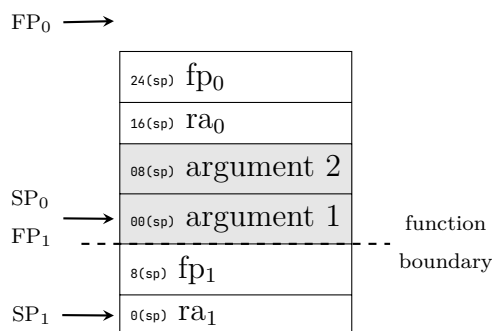 FP₀
24(sp) fp₀
16(sp) ra₀
08(sp) argument 2
SP₀
00(sp) argument 1
FP₁
function
boundary
8(sp) fp₁
SP₁
0(sp) ra₁